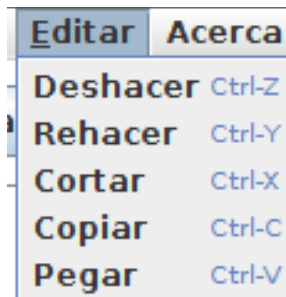 Editar Acerca
Deshacer Ctrl-Z
Rehacer Ctrl-Y
Cortar Ctrl-X
Copiar Ctrl-C
Pegar Ctrl-V